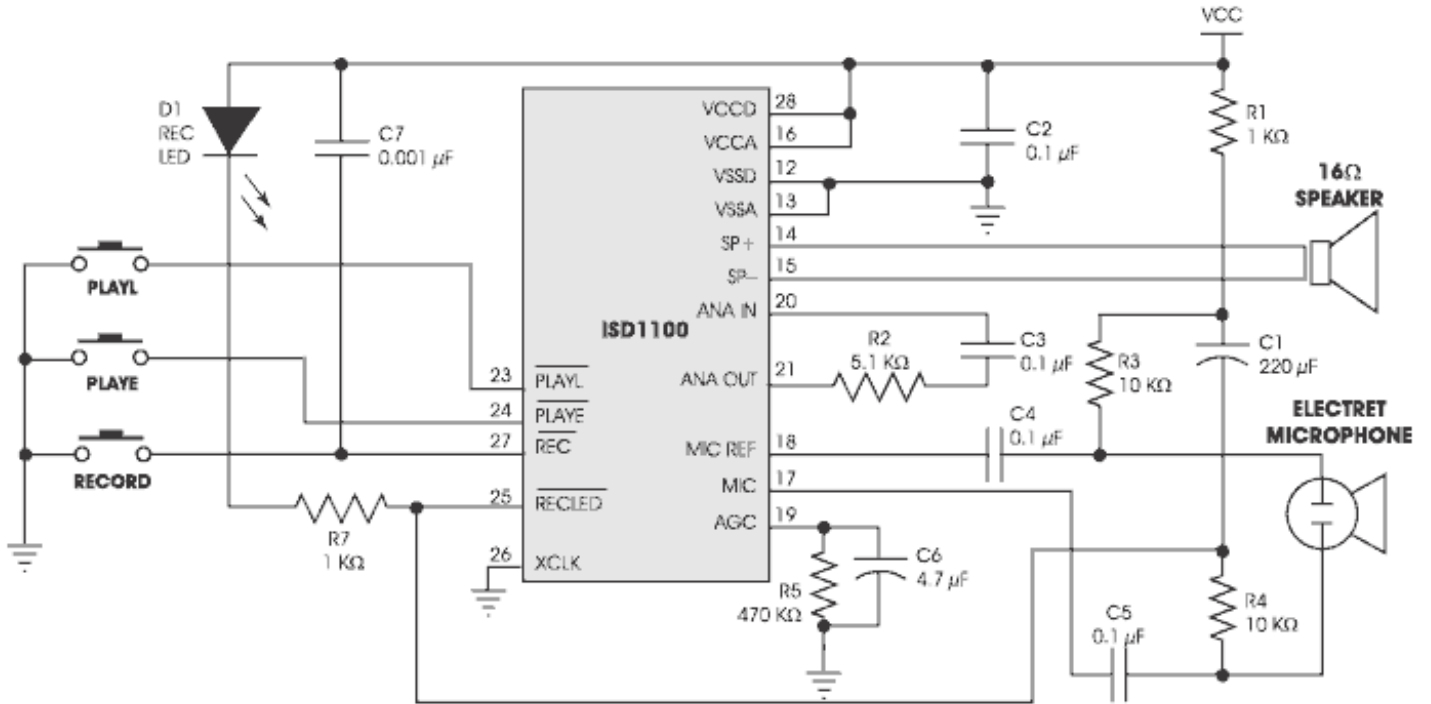 VCC
D1
REC
LED
C7
0.001 µF
VCCD
28
VCCA
16
VSSD
12
VSSA
13
SP+
14
SP–
15
ANA IN
20
ISD1100
ANA OUT
21
MIC REF
18
MIC
17
AGC
19
C2
0.1 µF
R1
1 KΩ
16Ω
SPEAKER
R2
5.1 KΩ
C3
0.1 µF
R3
10 KΩ
C1
220 µF
C4
0.1 µF
ELECTRET
MICROPHONE
PLAYL
PLAYE
RECORD
23
PLAYL
24
PLAYE
27
REC
25
RECLED
26
XCLK
R7
1 KΩ
R5
470 KΩ
C6
4.7 µF
C5
0.1 µF
R4
10 KΩ